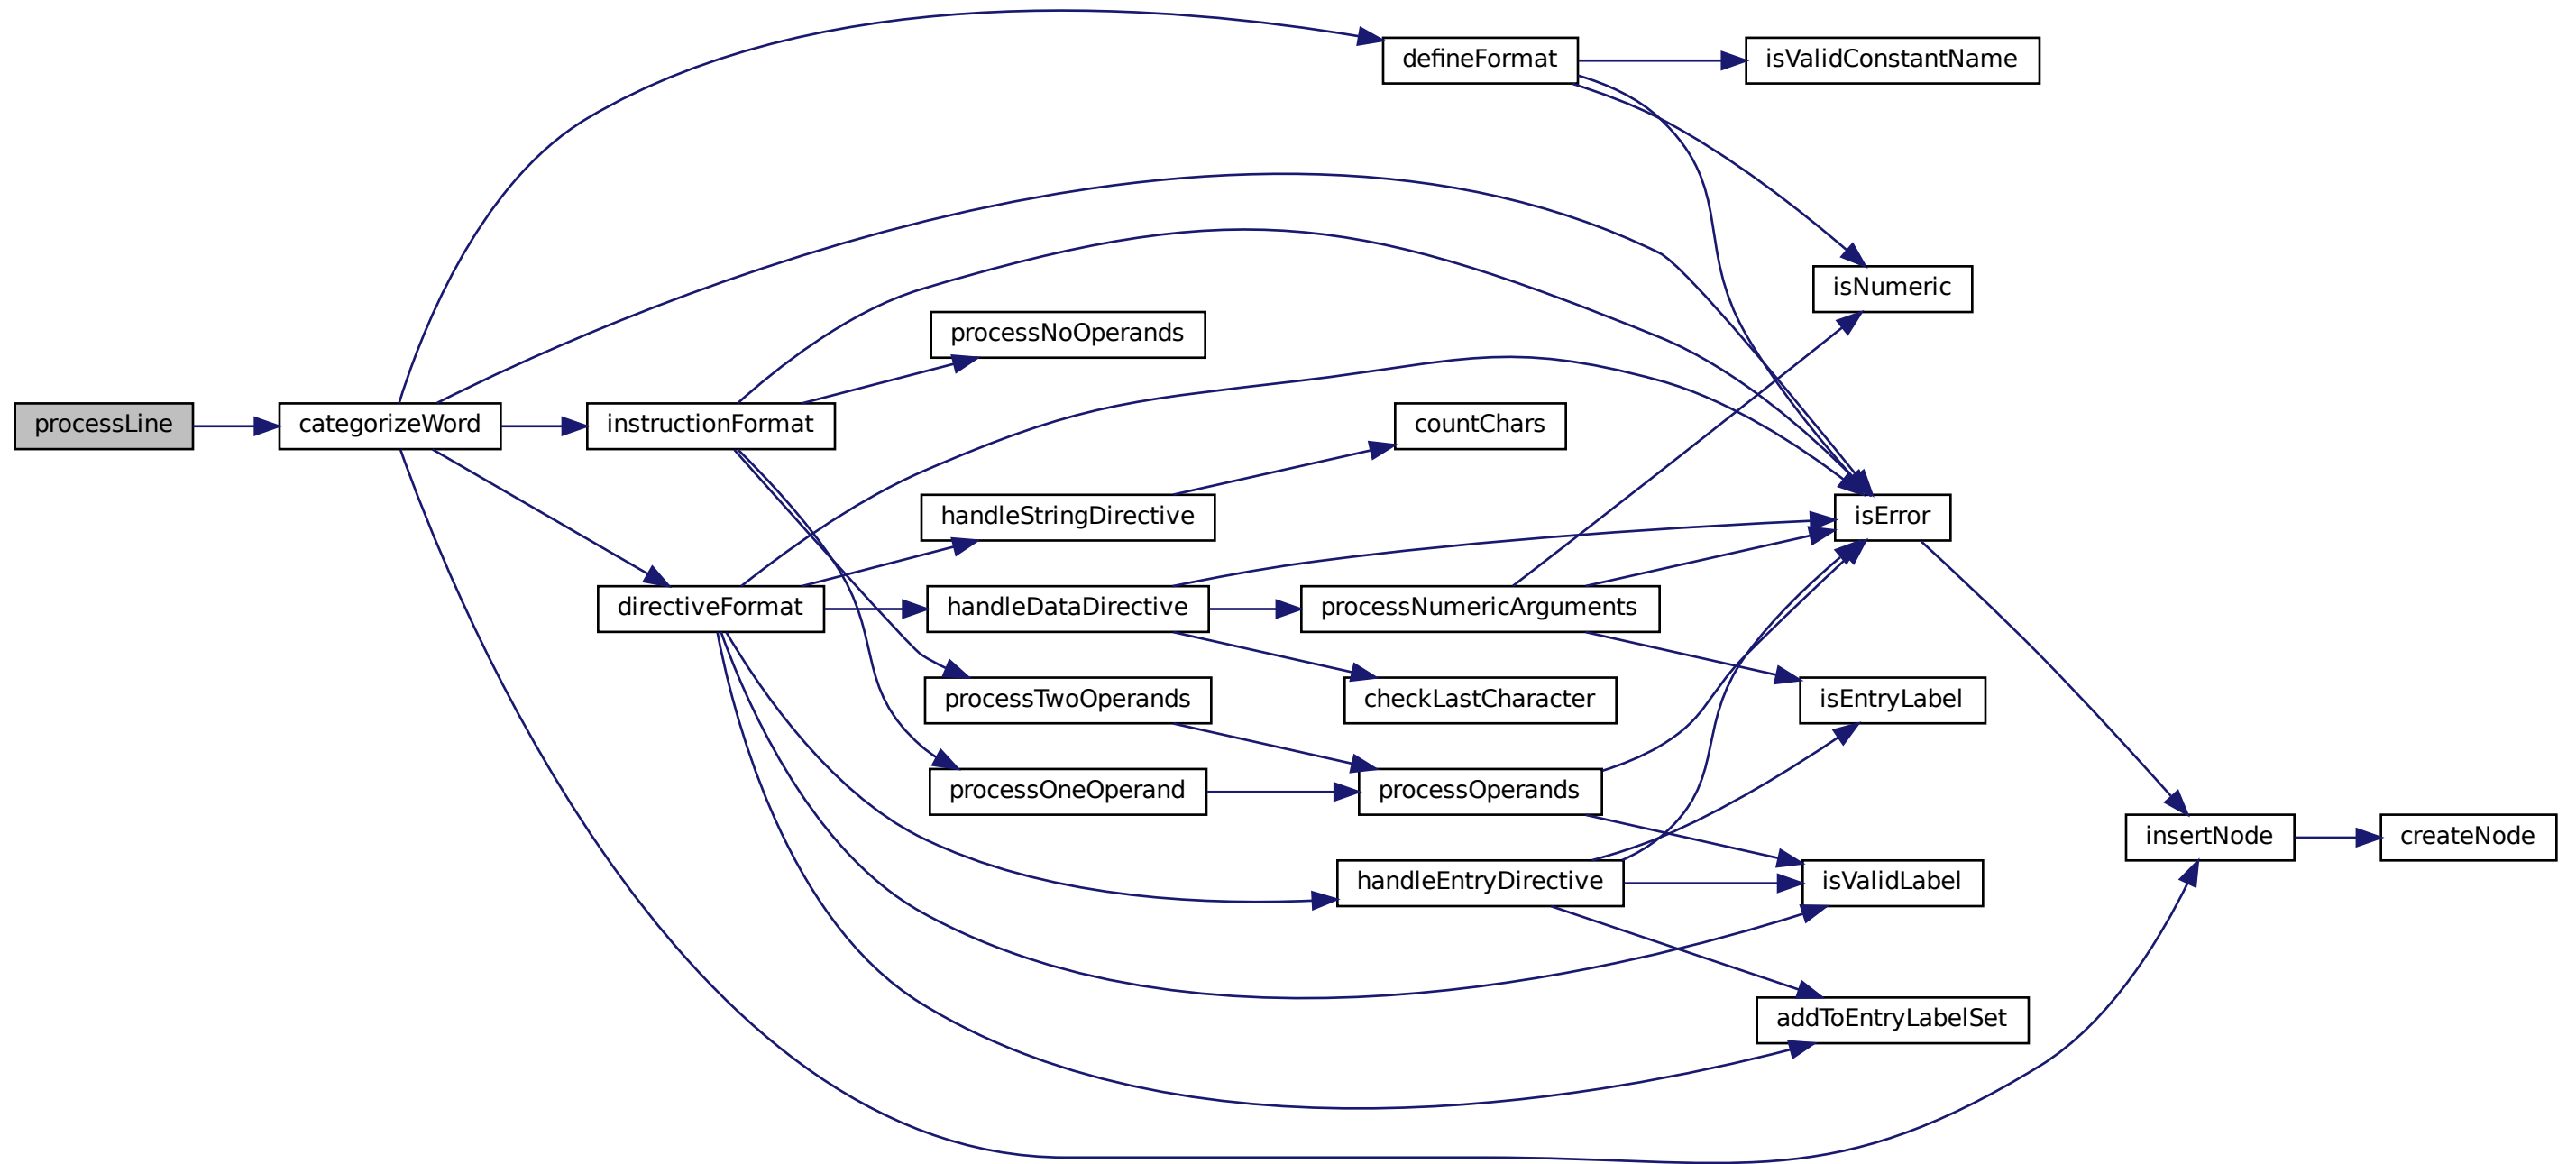 processLine
categorizeWord
defineFormat
isValidConstantName
isNumeric
instructionFormat
processNoOperands
countChars
handleStringDirective
isError
directiveFormat
handleDataDirective
processNumericArguments
processTwoOperands
checkLastCharacter
isEntryLabel
processOneOperand
processOperands
insertNode
createNode
handleEntryDirective
isValidLabel
addToEntryLabelSet